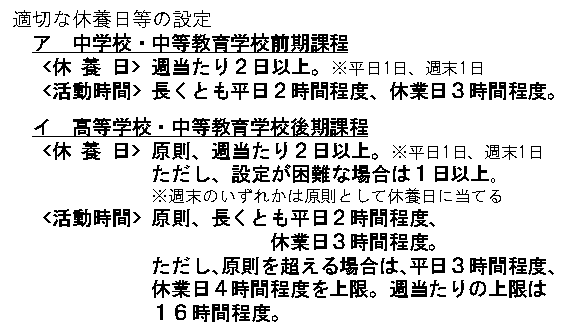 適切な休養日等の設定
ア　中学校・中等教育学校前期課程
<休 養 日> 週当たり２日以上。※平日1日、週末1日
<活動時間> 長くとも平日２時間程度、休業日３時間程度。
イ　高等学校・中等教育学校後期課程
<休 養 日> 原則、週当たり２日以上。※平日1日、週末1日
ただし、設定が困難な場合は１日以上。
※週末のいずれかは原則として休養日に当てる
<活動時間> 原則、長くとも平日２時間程度、
休業日３時間程度。
ただし、原則を超える場合は、平日３時間程度、
休業日４時間程度を上限。週当たりの上限は
１６時間程度。